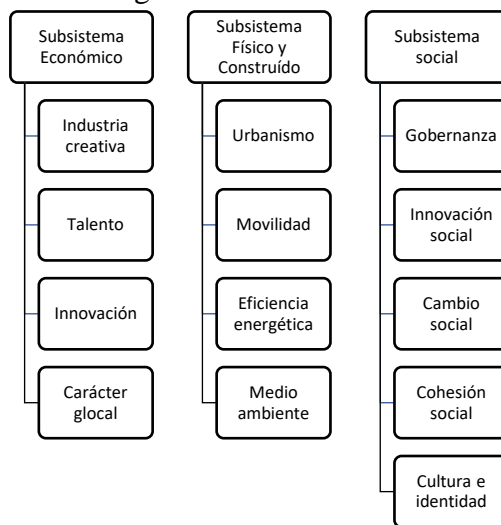 Subsistema
Económico
Industria
creativa
Talento
Innovación
Carácter
glocal
Subsistema
Físico y
Construído
Urbanismo
Movilidad
Eficiencia
energética
Medio
ambiente
Subsistema
social
Gobernanza
Innovación
social
Cambio
social
Cohesión
social
Cultura e
identidad